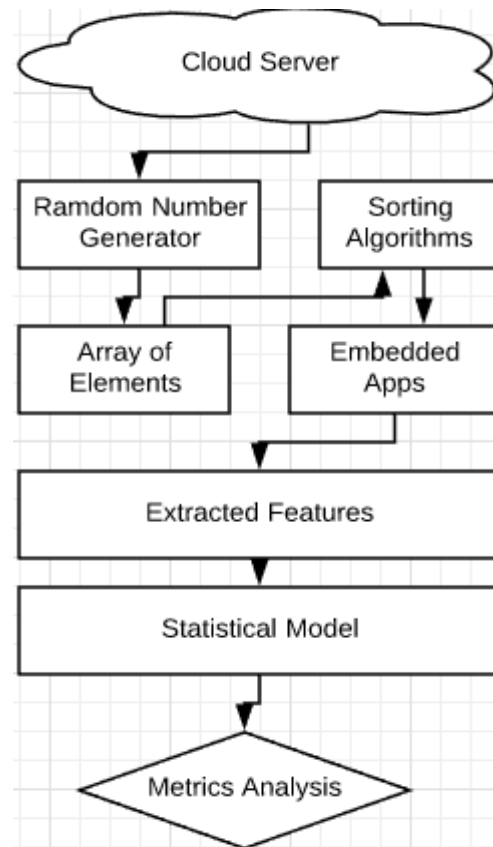 Cloud Server
Ramdom Number
Generator
Sorting
Algorithms
Array of
Elements
Embedded
Apps
Extracted Features
Statistical Model
Metrics Analysis